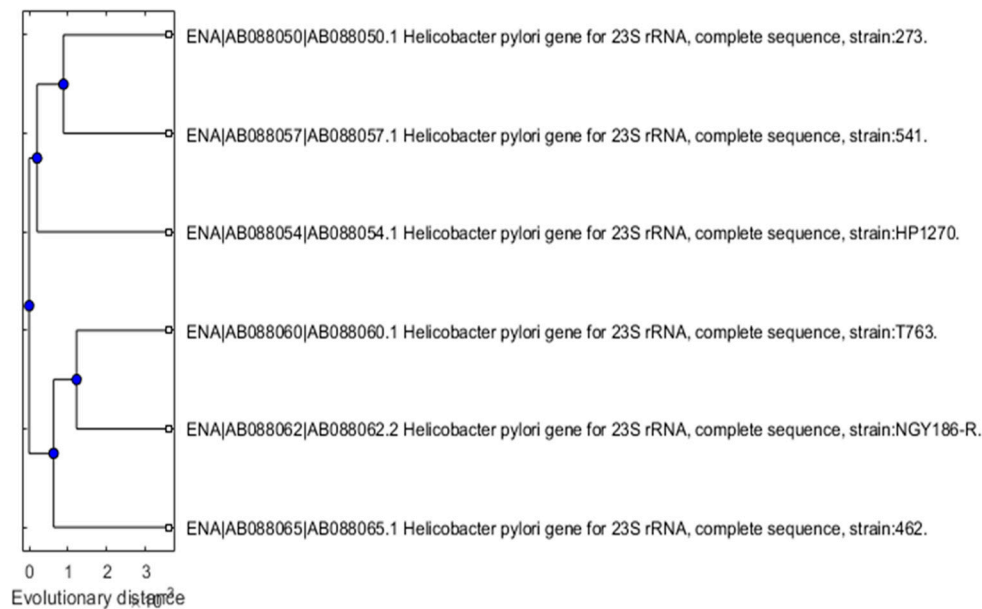 ENA|AB088050|AB088050.1 Helicobacter pylori gene for 23S rRNA, complete sequence, strain:273.
ENA|AB088057|AB088057.1 Helicobacter pylori gene for 23S rRNA, complete sequence, strain:541.
ENA|AB088054|AB088054.1 Helicobacter pylori gene for 23S rRNA, complete sequence, strain:HP1270.
ENA|AB088060|AB088060.1 Helicobacter pylori gene for 23S rRNA, complete sequence, strain:T763.
ENA|AB088062|AB088062.2 Helicobacter pylori gene for 23S rRNA, complete sequence, strain:NGY186-R.
ENA|AB088065|AB088065.1 Helicobacter pylori gene for 23S rRNA, complete sequence, strain:462.
0 1 2 3
Evolutionary distance